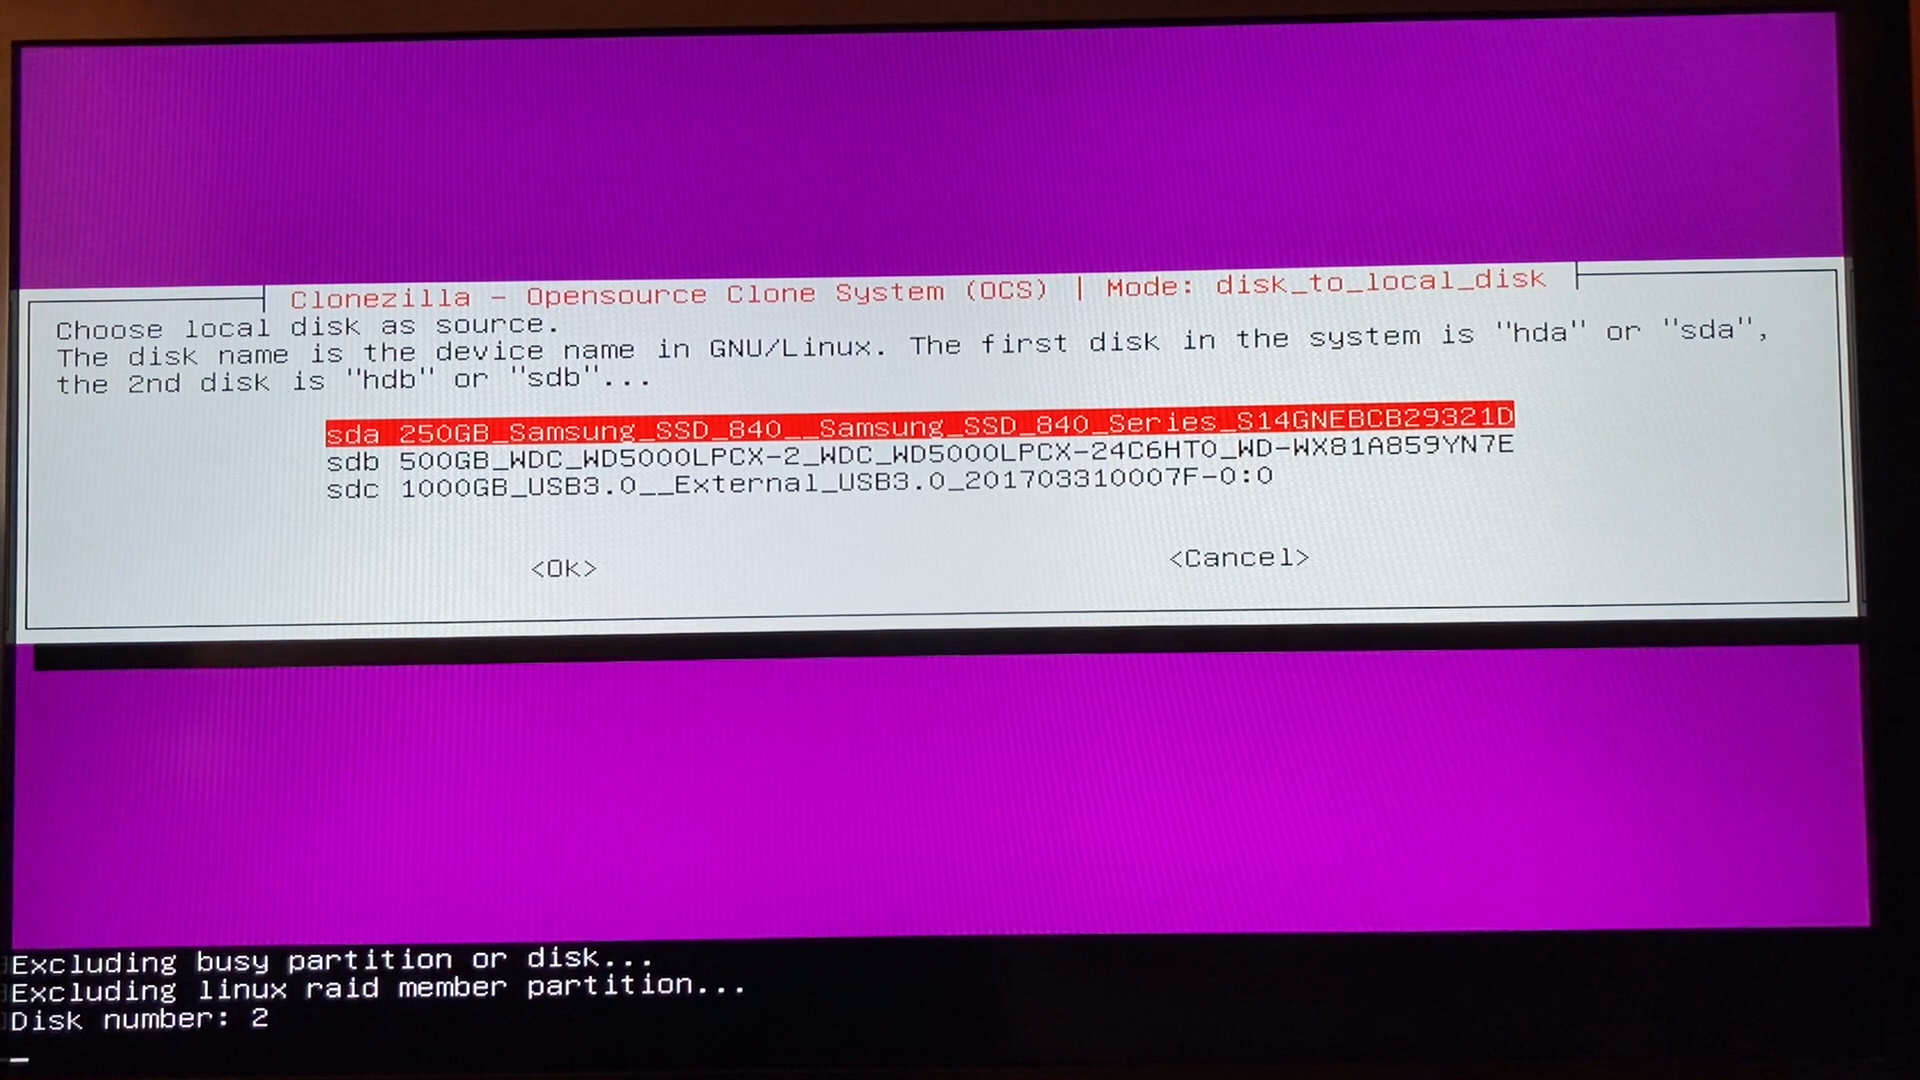 Clonezilla - Opensource Clone System (OCS) | Mode: disk_to_local_disk
Choose local disk as source.
The disk name is the device name in GNU/Linux. The first disk in the system is "hda" or "sda",
the 2nd disk is "hdb" or "sdb"...
sda 250GB_Samsung_SSD_840__Samsung_SSD_840_Series_S14GNEBCB29321D
sdb 500GB_WDC_WD5000LPCX-2_WDC_WD5000LPCX-24C6HT0_WD-WX81A859YN7E
sdc 1000GB_USB3.0__External_USB3.0_201703310007F-0:0
<Ok> <Cancel>
Excluding busy partition or disk...
Excluding linux raid member partition...
Disk number: 2